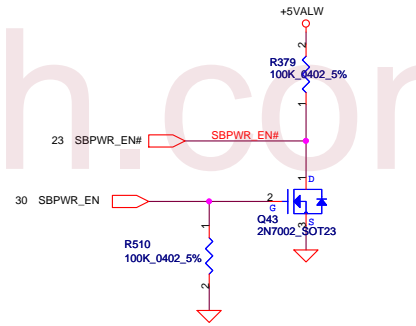 +5VALW
2
R379
100K_0402_5%
1
23 SBPWR_EN#
SBPWR_EN#
1
D
30 SBPWR_EN
2
G
Q43
S
3
2N7002_SOT23
1
R510
100K_0402_5%
2
h.com